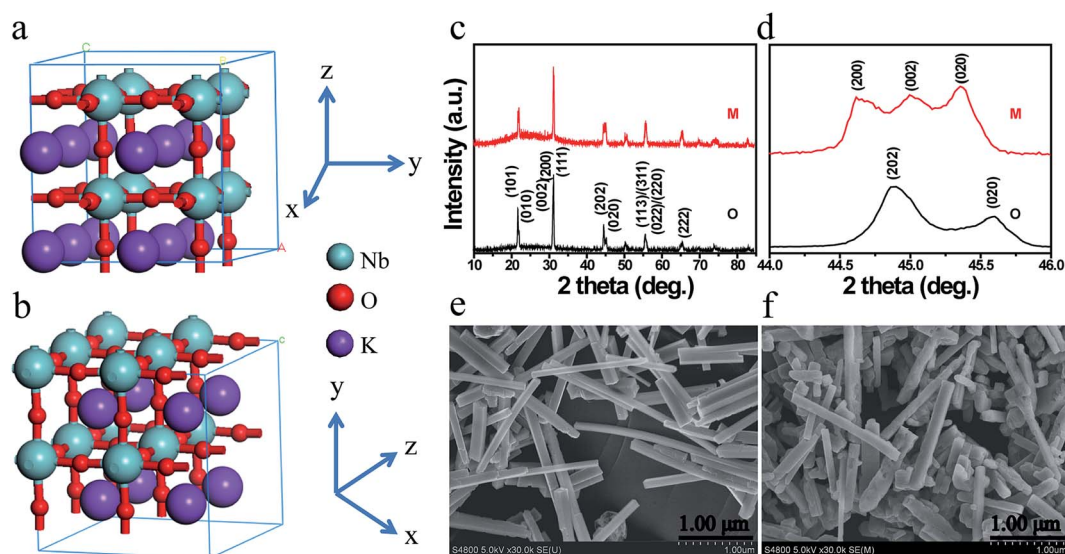 a
C
B
A
z
y
x
Nb
O
K
b
c
y
z
x
c
Intensity (a.u.)
M
O
(101)
(010)
(002)
(200)
(111)
(202)
(020)
(113)/(311)
(022)/(220)
(222)
10 20 30 40 50 60 70 80
2 theta (deg.)
d
(200)
(002)
(020)
M
(202)
(020)
O
44.0 44.5 45.0 45.5 46.0
2 theta (deg.)
e
1.00 μm
S4800 5.0kV x30.0k SE(U)
1.00um
f
1.00 μm
S4800 5.0kV x30.0k SE(M)
1.00um